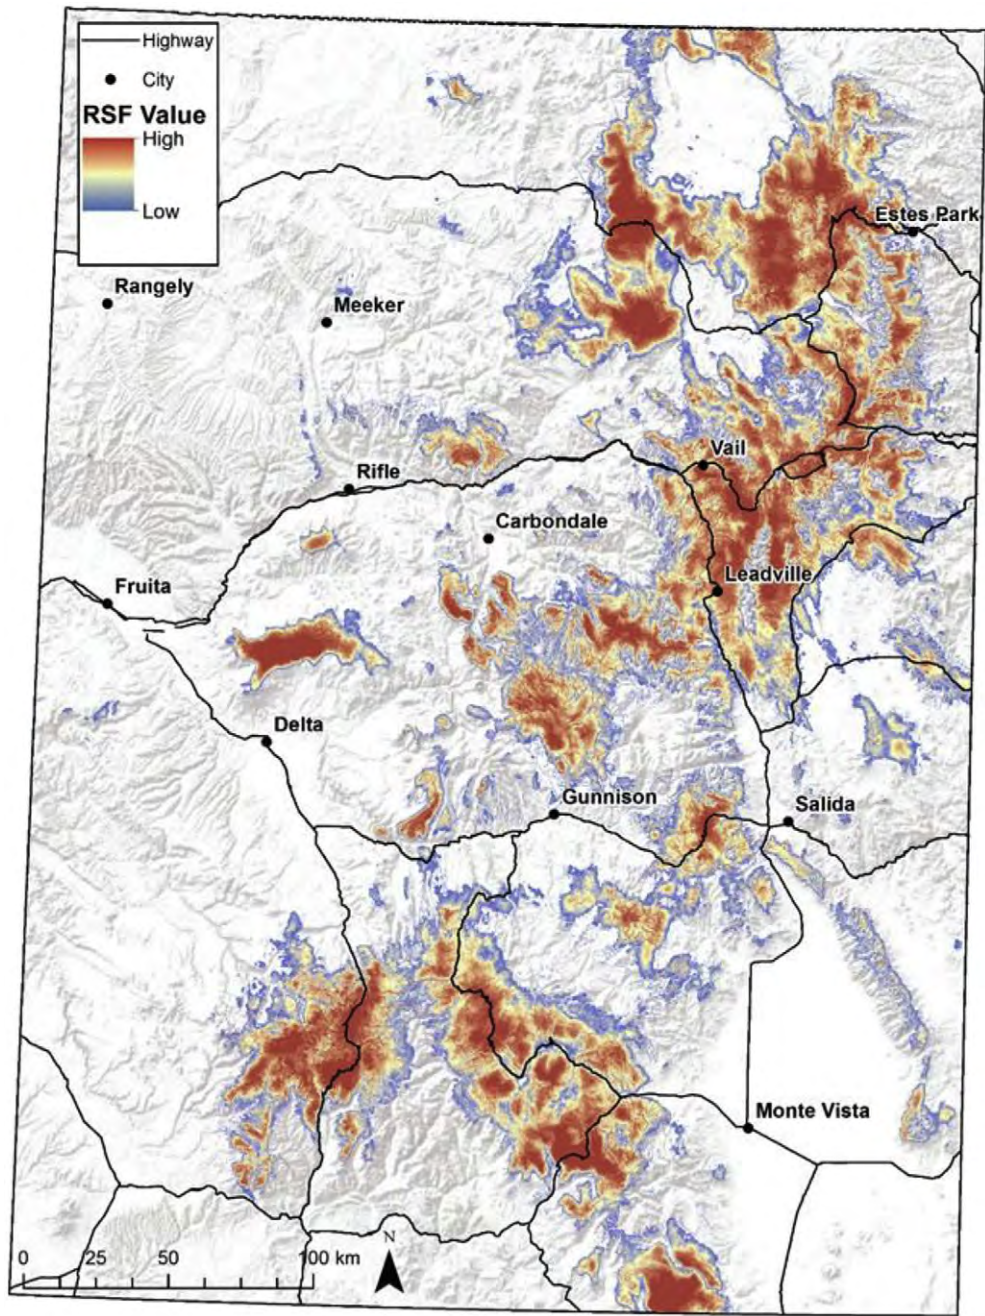 Highway
City
RSF Value
High
Low
Estes Park
Rangely
Meeker
Vail
Rifle
Carbondale
Leadville
Fruita
Delta
Gunnison
Salida
Monte Vista
N
0 25 50 100 km